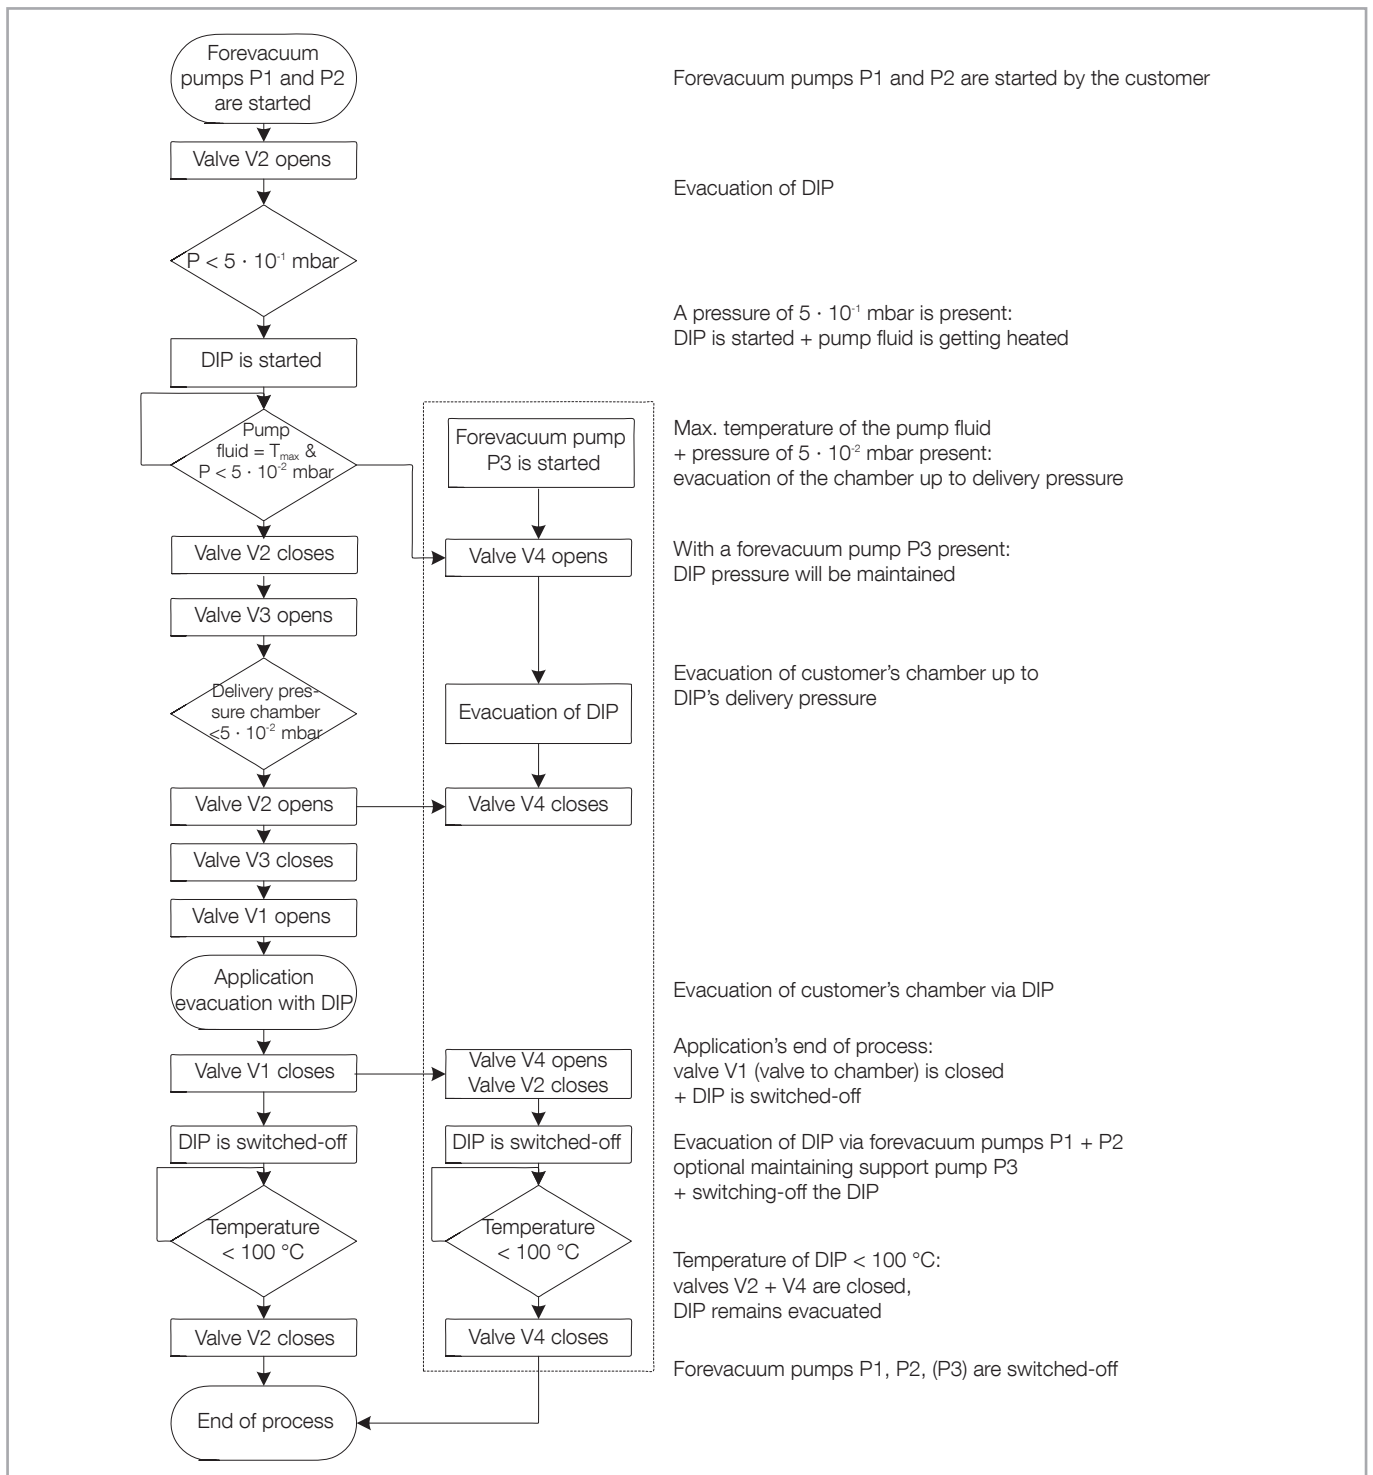 Forevacuum
pumps P1 and P2
are started
Forevacuum pumps P1 and P2 are started by the customer
Valve V2 opens
Evacuation of DIP
P < 5 · 10⁻¹ mbar
A pressure of 5 · 10⁻¹ mbar is present:
DIP is started + pump fluid is getting heated
DIP is started
Pump
fluid = Tmax &
P < 5 · 10⁻² mbar
Forevacuum pump
P3 is started
Max. temperature of the pump fluid
+ pressure of 5 · 10⁻² mbar present:
evacuation of the chamber up to delivery pressure
Valve V2 closes
Valve V4 opens
With a forevacuum pump P3 present:
DIP pressure will be maintained
Valve V3 opens
Delivery pres-
sure chamber
<5 · 10⁻² mbar
Evacuation of DIP
Evacuation of customer’s chamber up to
DIP’s delivery pressure
Valve V2 opens
Valve V4 closes
Valve V3 closes
Valve V1 opens
Application
evacuation with DIP
Evacuation of customer’s chamber via DIP
Valve V1 closes
Valve V4 opens
Valve V2 closes
Application’s end of process:
valve V1 (valve to chamber) is closed
+ DIP is switched-off
DIP is switched-off
DIP is switched-off
Evacuation of DIP via forevacuum pumps P1 + P2
optional maintaining support pump P3
+ switching-off the DIP
Temperature
< 100 °C
Temperature
< 100 °C
Temperature of DIP < 100 °C:
valves V2 + V4 are closed,
DIP remains evacuated
Valve V2 closes
Valve V4 closes
Forevacuum pumps P1, P2, (P3) are switched-off
End of process